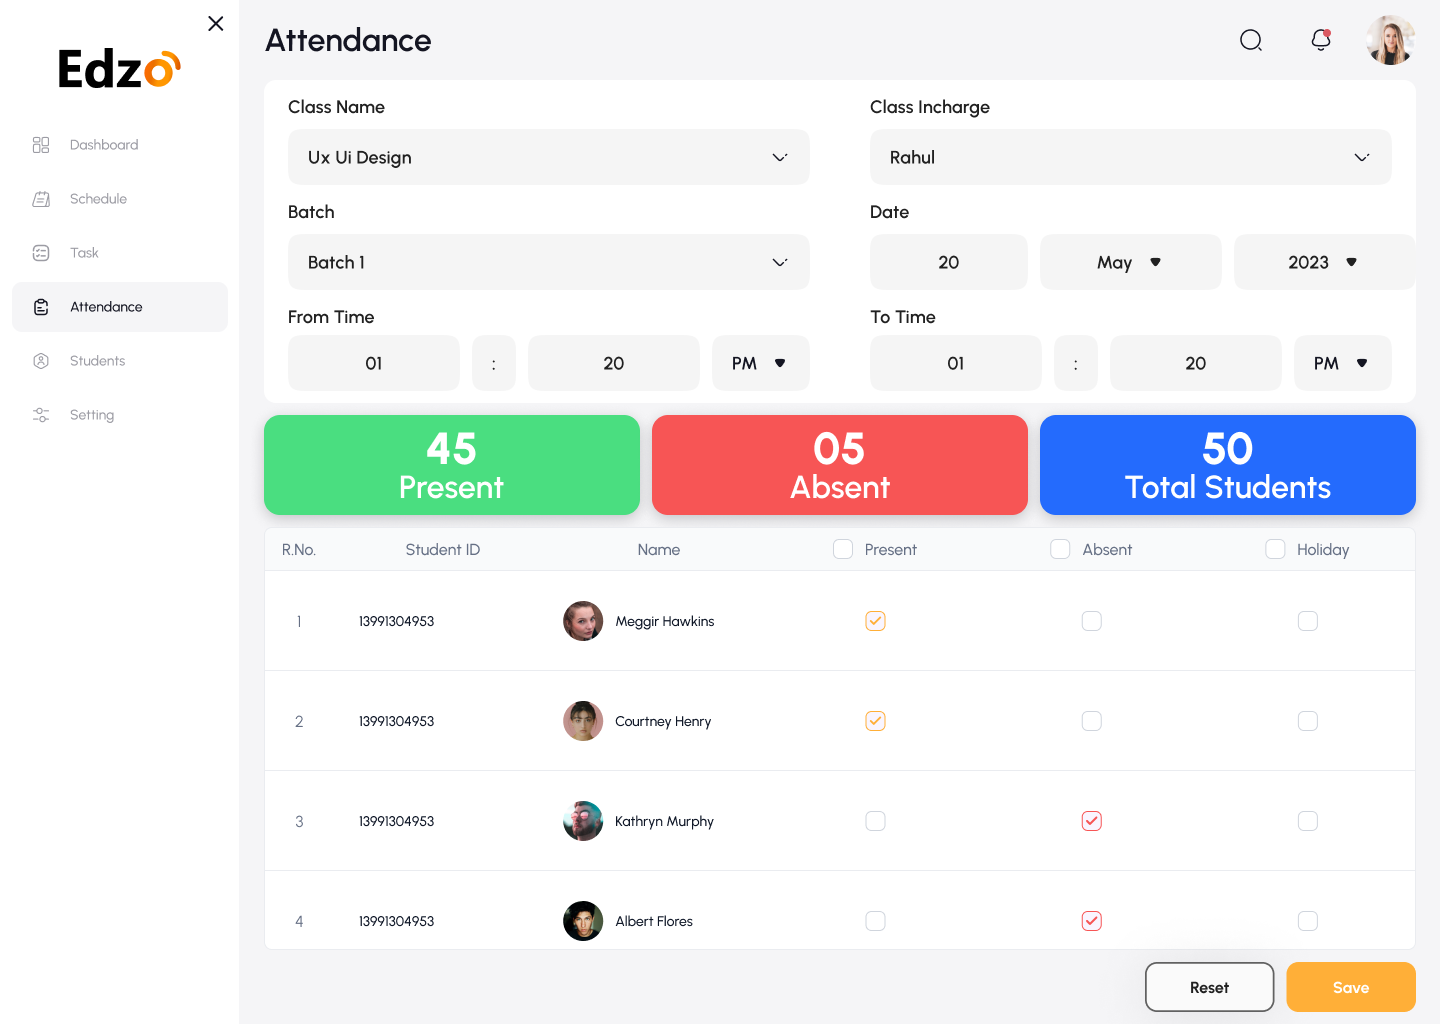 Edzo
Dashboard
Schedule
Task
Attendance
Students
Setting
Attendance
Class Name
Class Incharge
Ux Ui Design
Rahul
Batch
Date
Batch 1
20 May 2023
From Time
To Time
01 : 20 PM
01 : 20 PM
45
Present
05
Absent
50
Total Students
R.No. Student ID Name Present Absent Holiday
1 13991304953 Meggir Hawkins
2 13991304953 Courtney Henry
3 13991304953 Kathryn Murphy
4 13991304953 Albert Flores
Reset Save